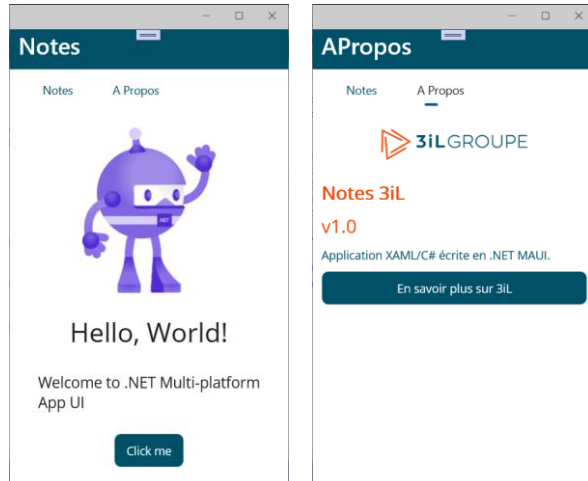 Notes
Notes A Propos
.NET
Hello, World!
Welcome to .NET Multi-platform
App UI
Click me
APropos
Notes A Propos
3iLGROUPE
Notes 3iL
v1.0
Application XAML/C# écrite en .NET MAUI.
En savoir plus sur 3iL